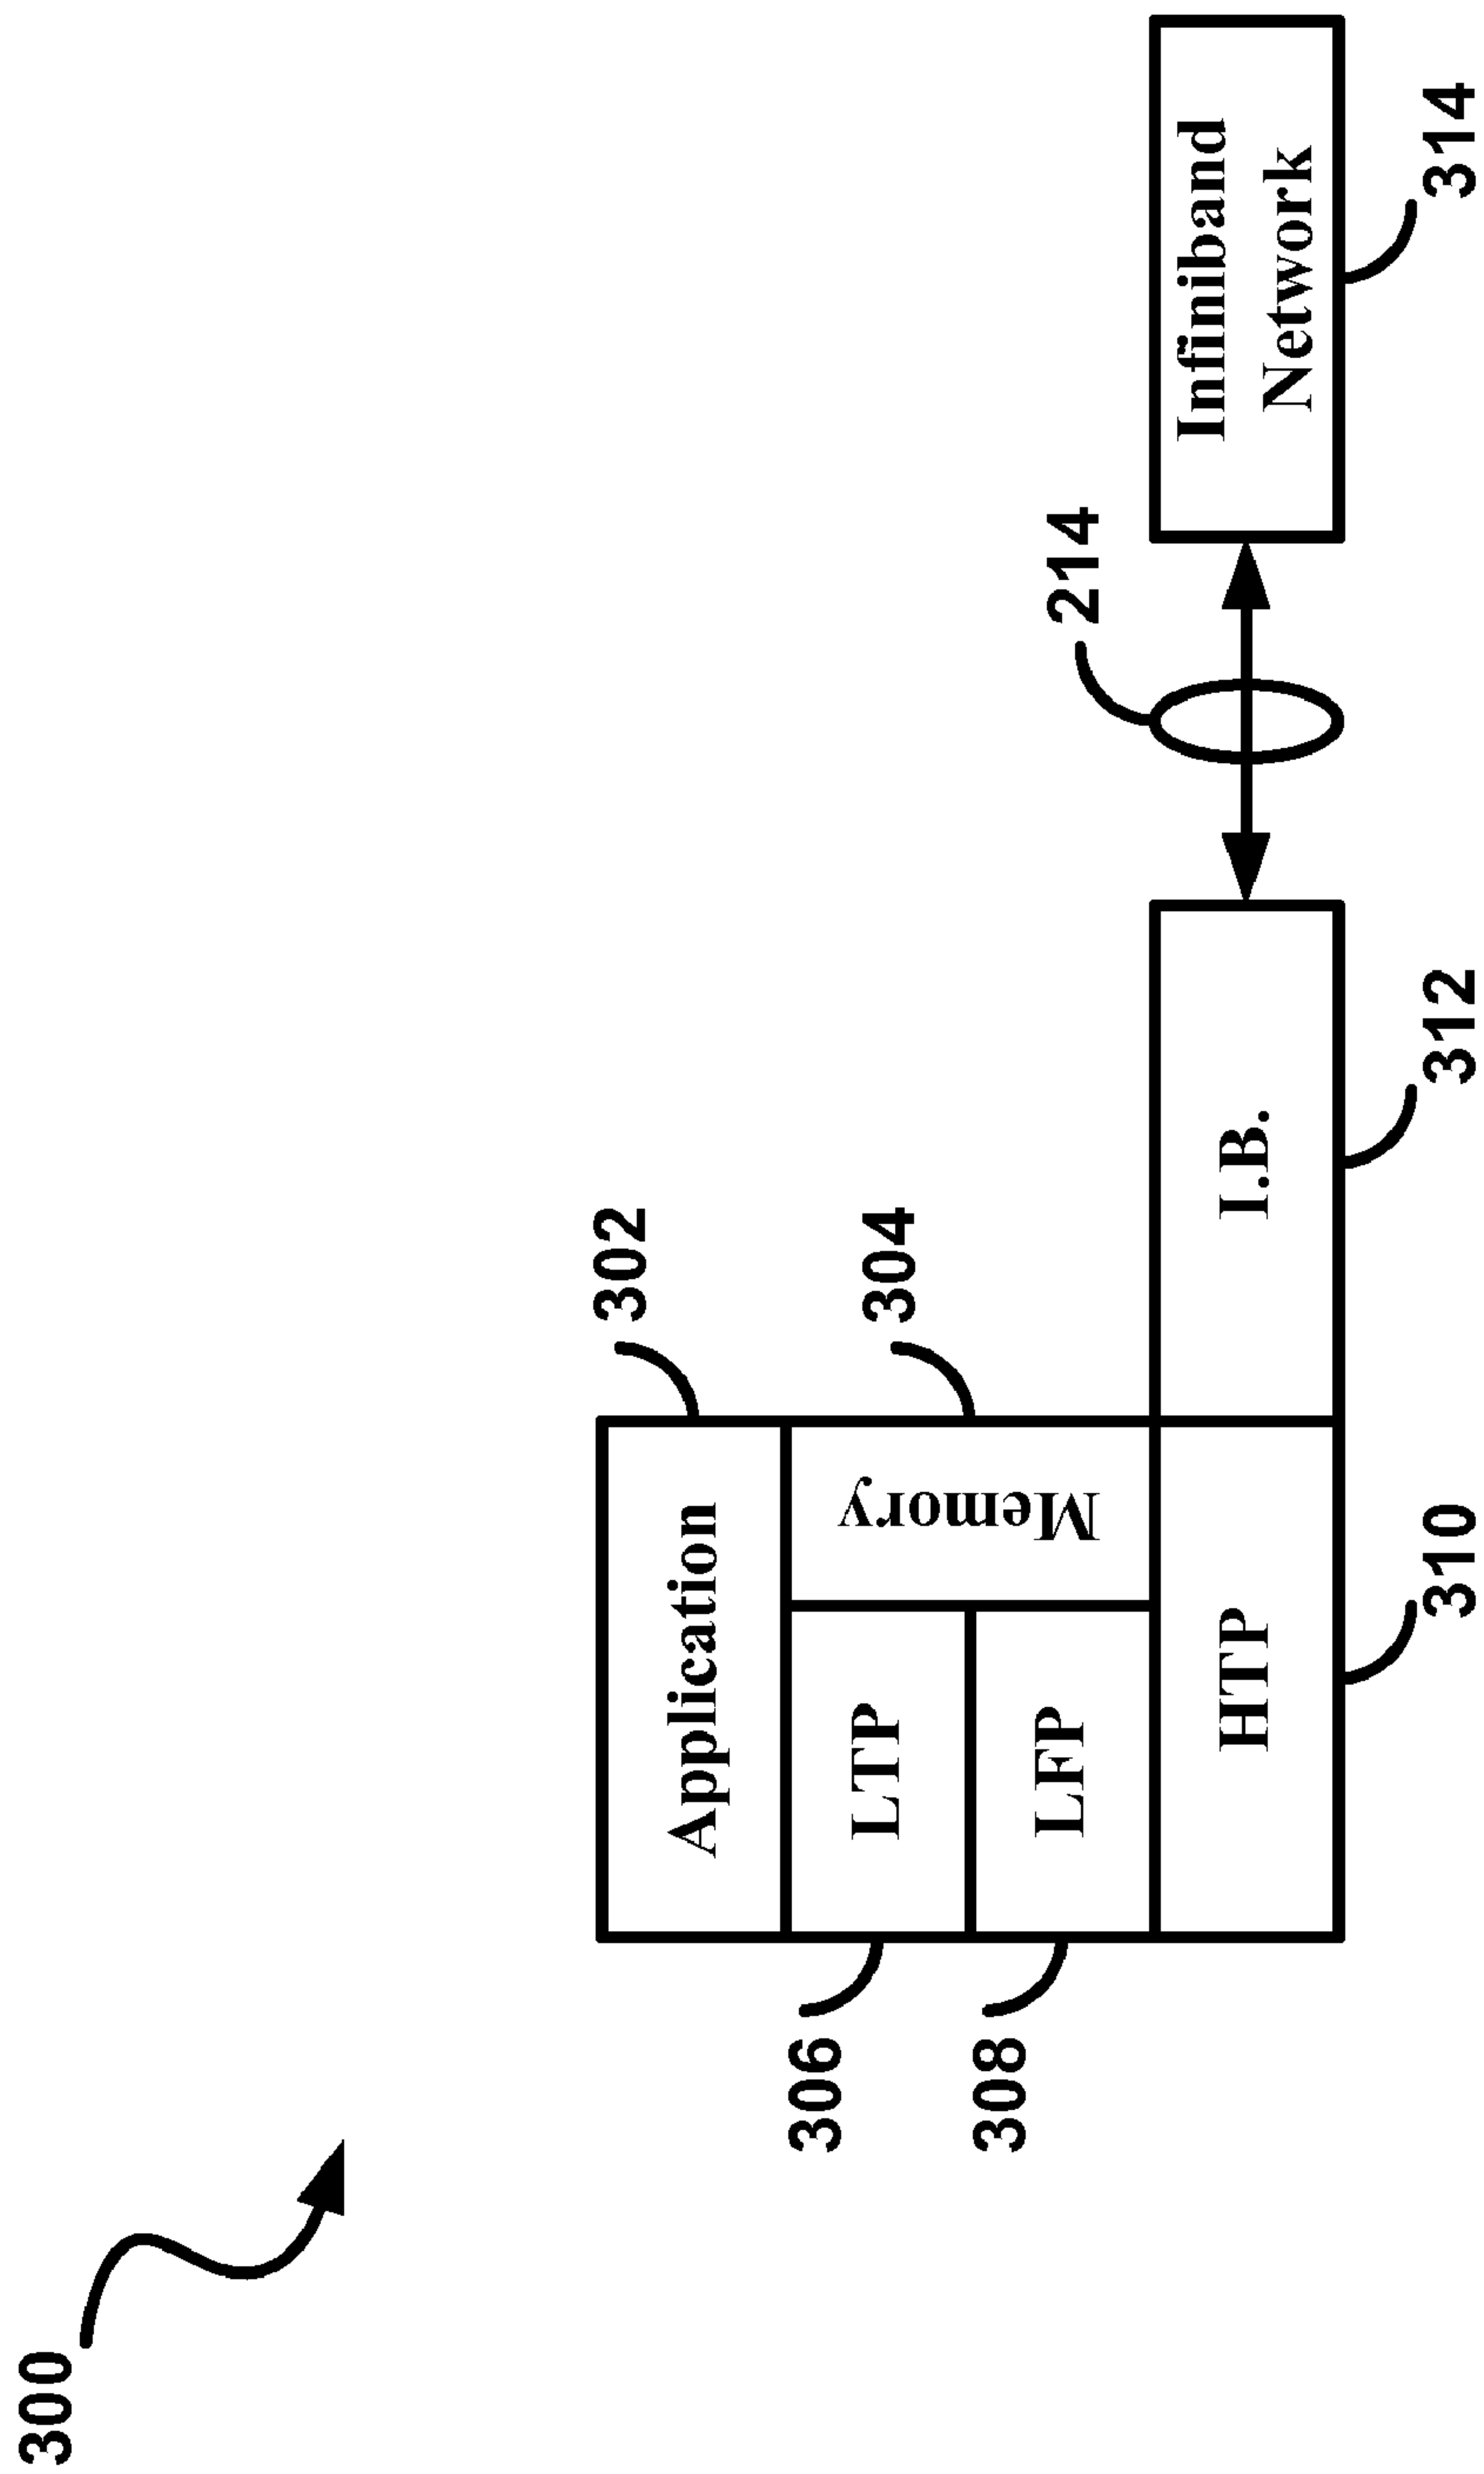 300
302
Application
306
LTP
Memory
304
308
LFP
214
HTP
I.B.
Infiniband
Network
310
312
314